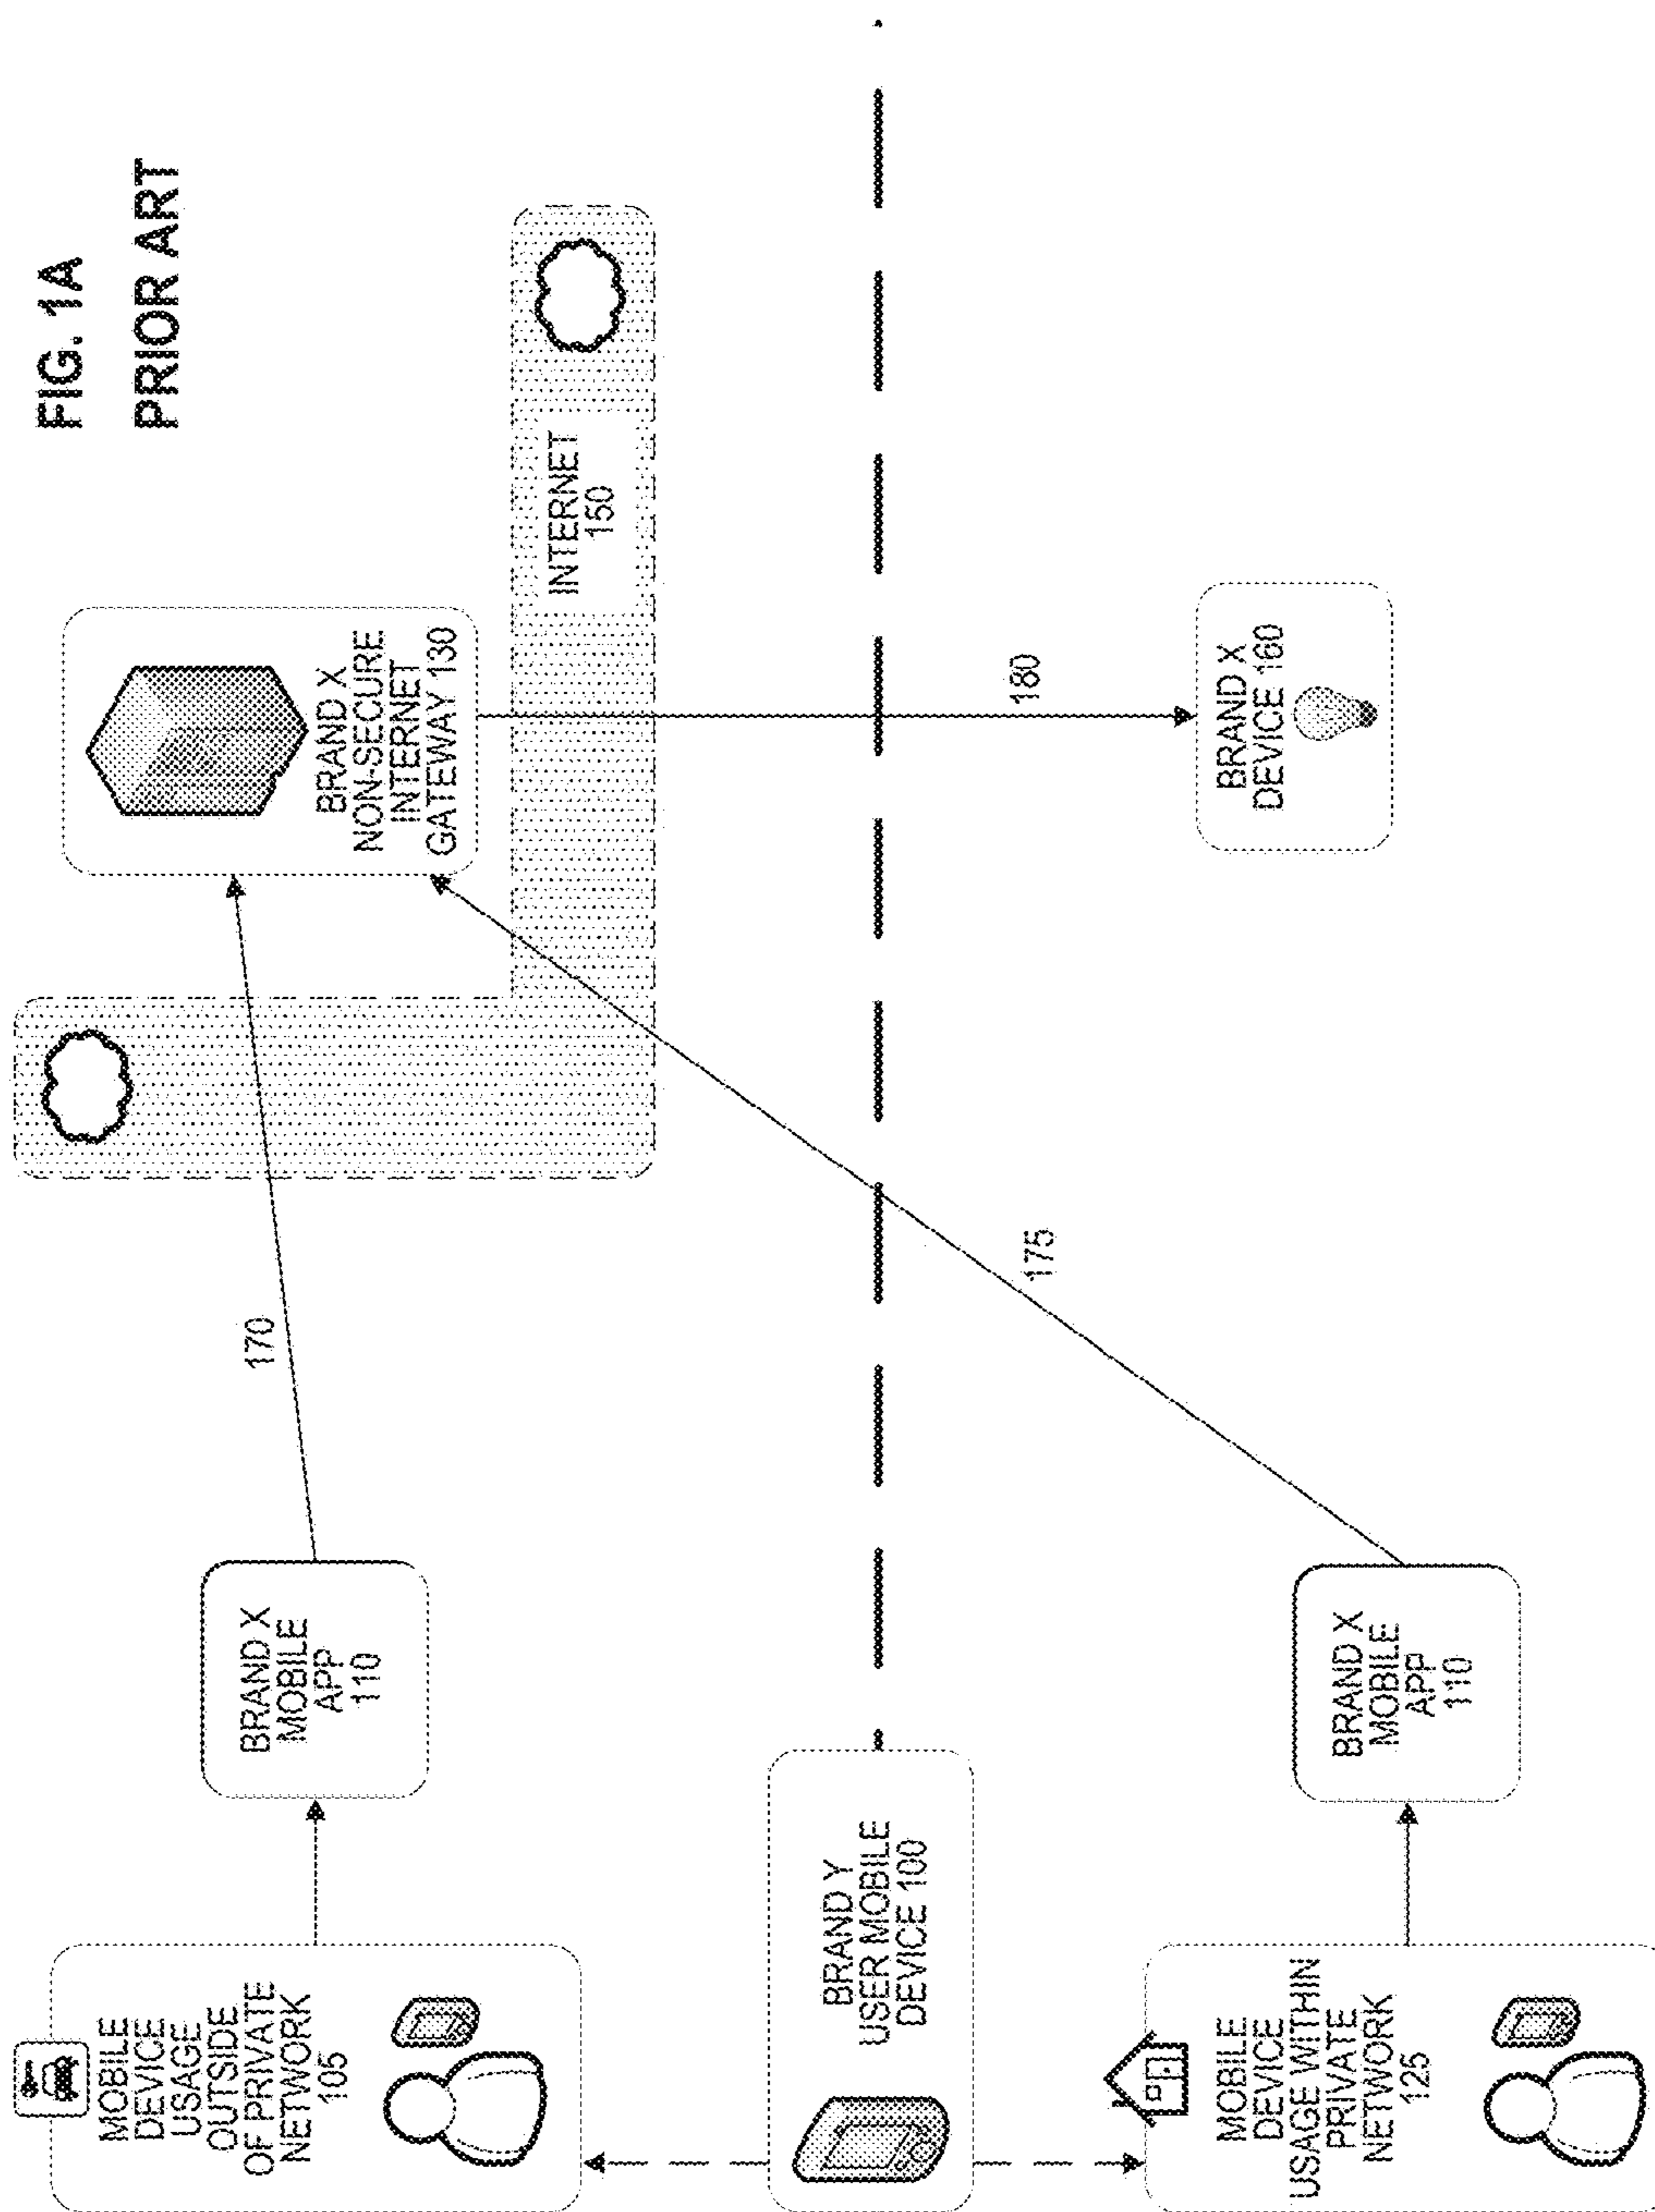 FIG. 1A
PRIOR ART
MOBILE
DEVICE
USAGE
OUTSIDE
OF PRIVATE
NETWORK
105
BRAND X
MOBILE
APP
110
170
BRAND X
NON-SECURE
INTERNET
GATEWAY 130
INTERNET
150
BRAND Y
USER MOBILE
DEVICE 100
175
180
MOBILE
DEVICE
USAGE WITHIN
PRIVATE
NETWORK
125
BRAND X
MOBILE
APP
110
BRAND X
DEVICE 160